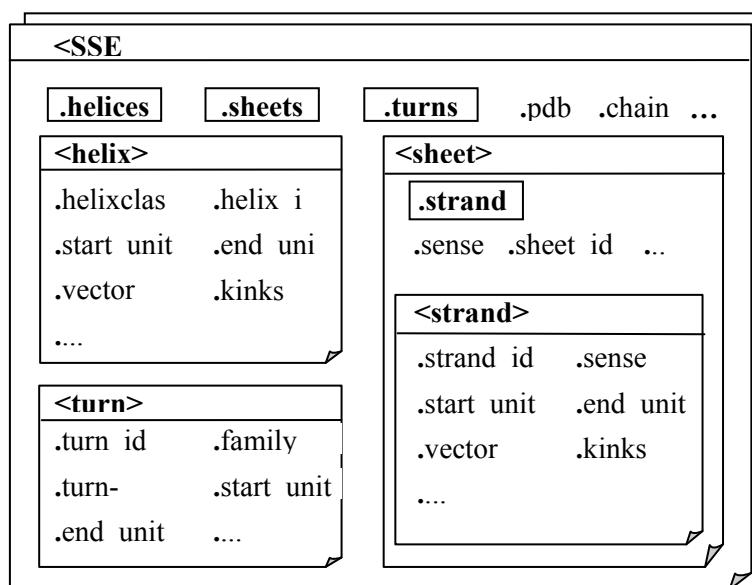 <SSE
.helices .sheets .turns .pdb .chain ...
<helix>
.helixclas .helix i
.start unit .end uni
.vector .kinks
....
<turn>
.turn id .family
.turn- .start unit
.end unit ....
<sheet>
.strand
.sense .sheet id ...
<strand>
.strand id .sense
.start unit .end unit
.vector .kinks
....